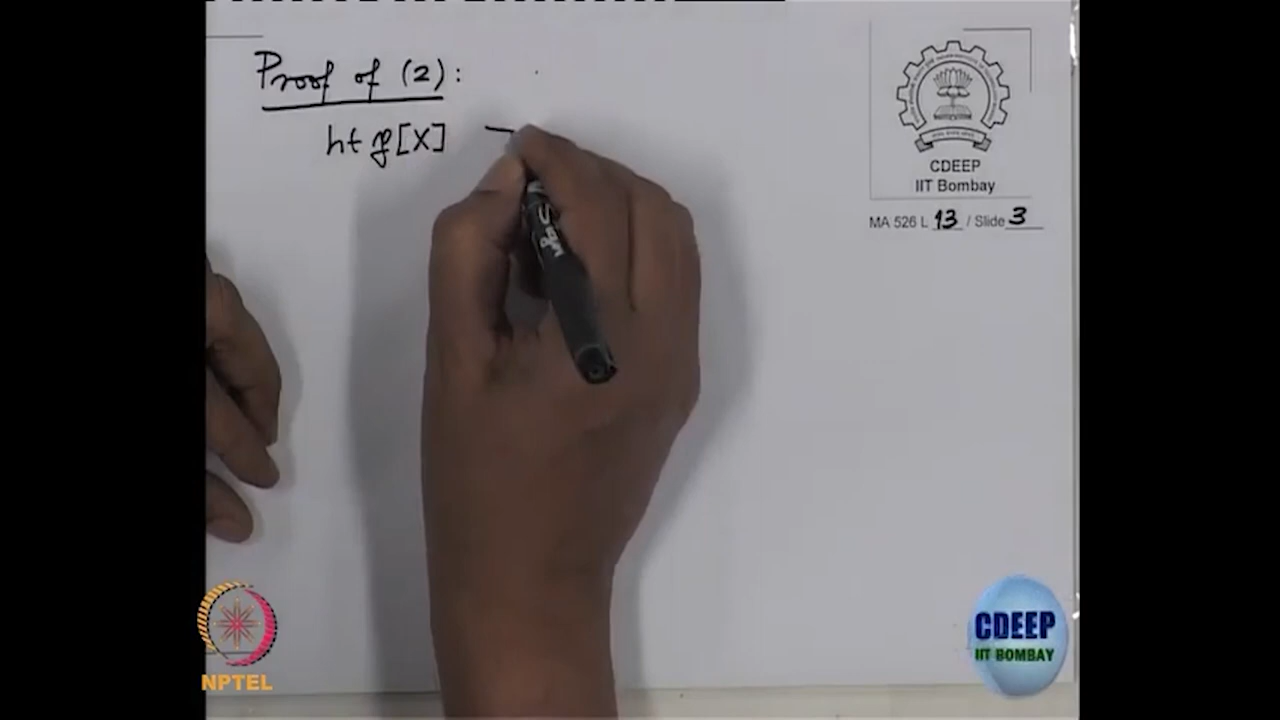 Proof of (2):
ht 𝔭[X]
CDEEP
IIT Bombay
MA 526 L 13 / Slide 3
NPTEL
CDEEP
IIT BOMBAY